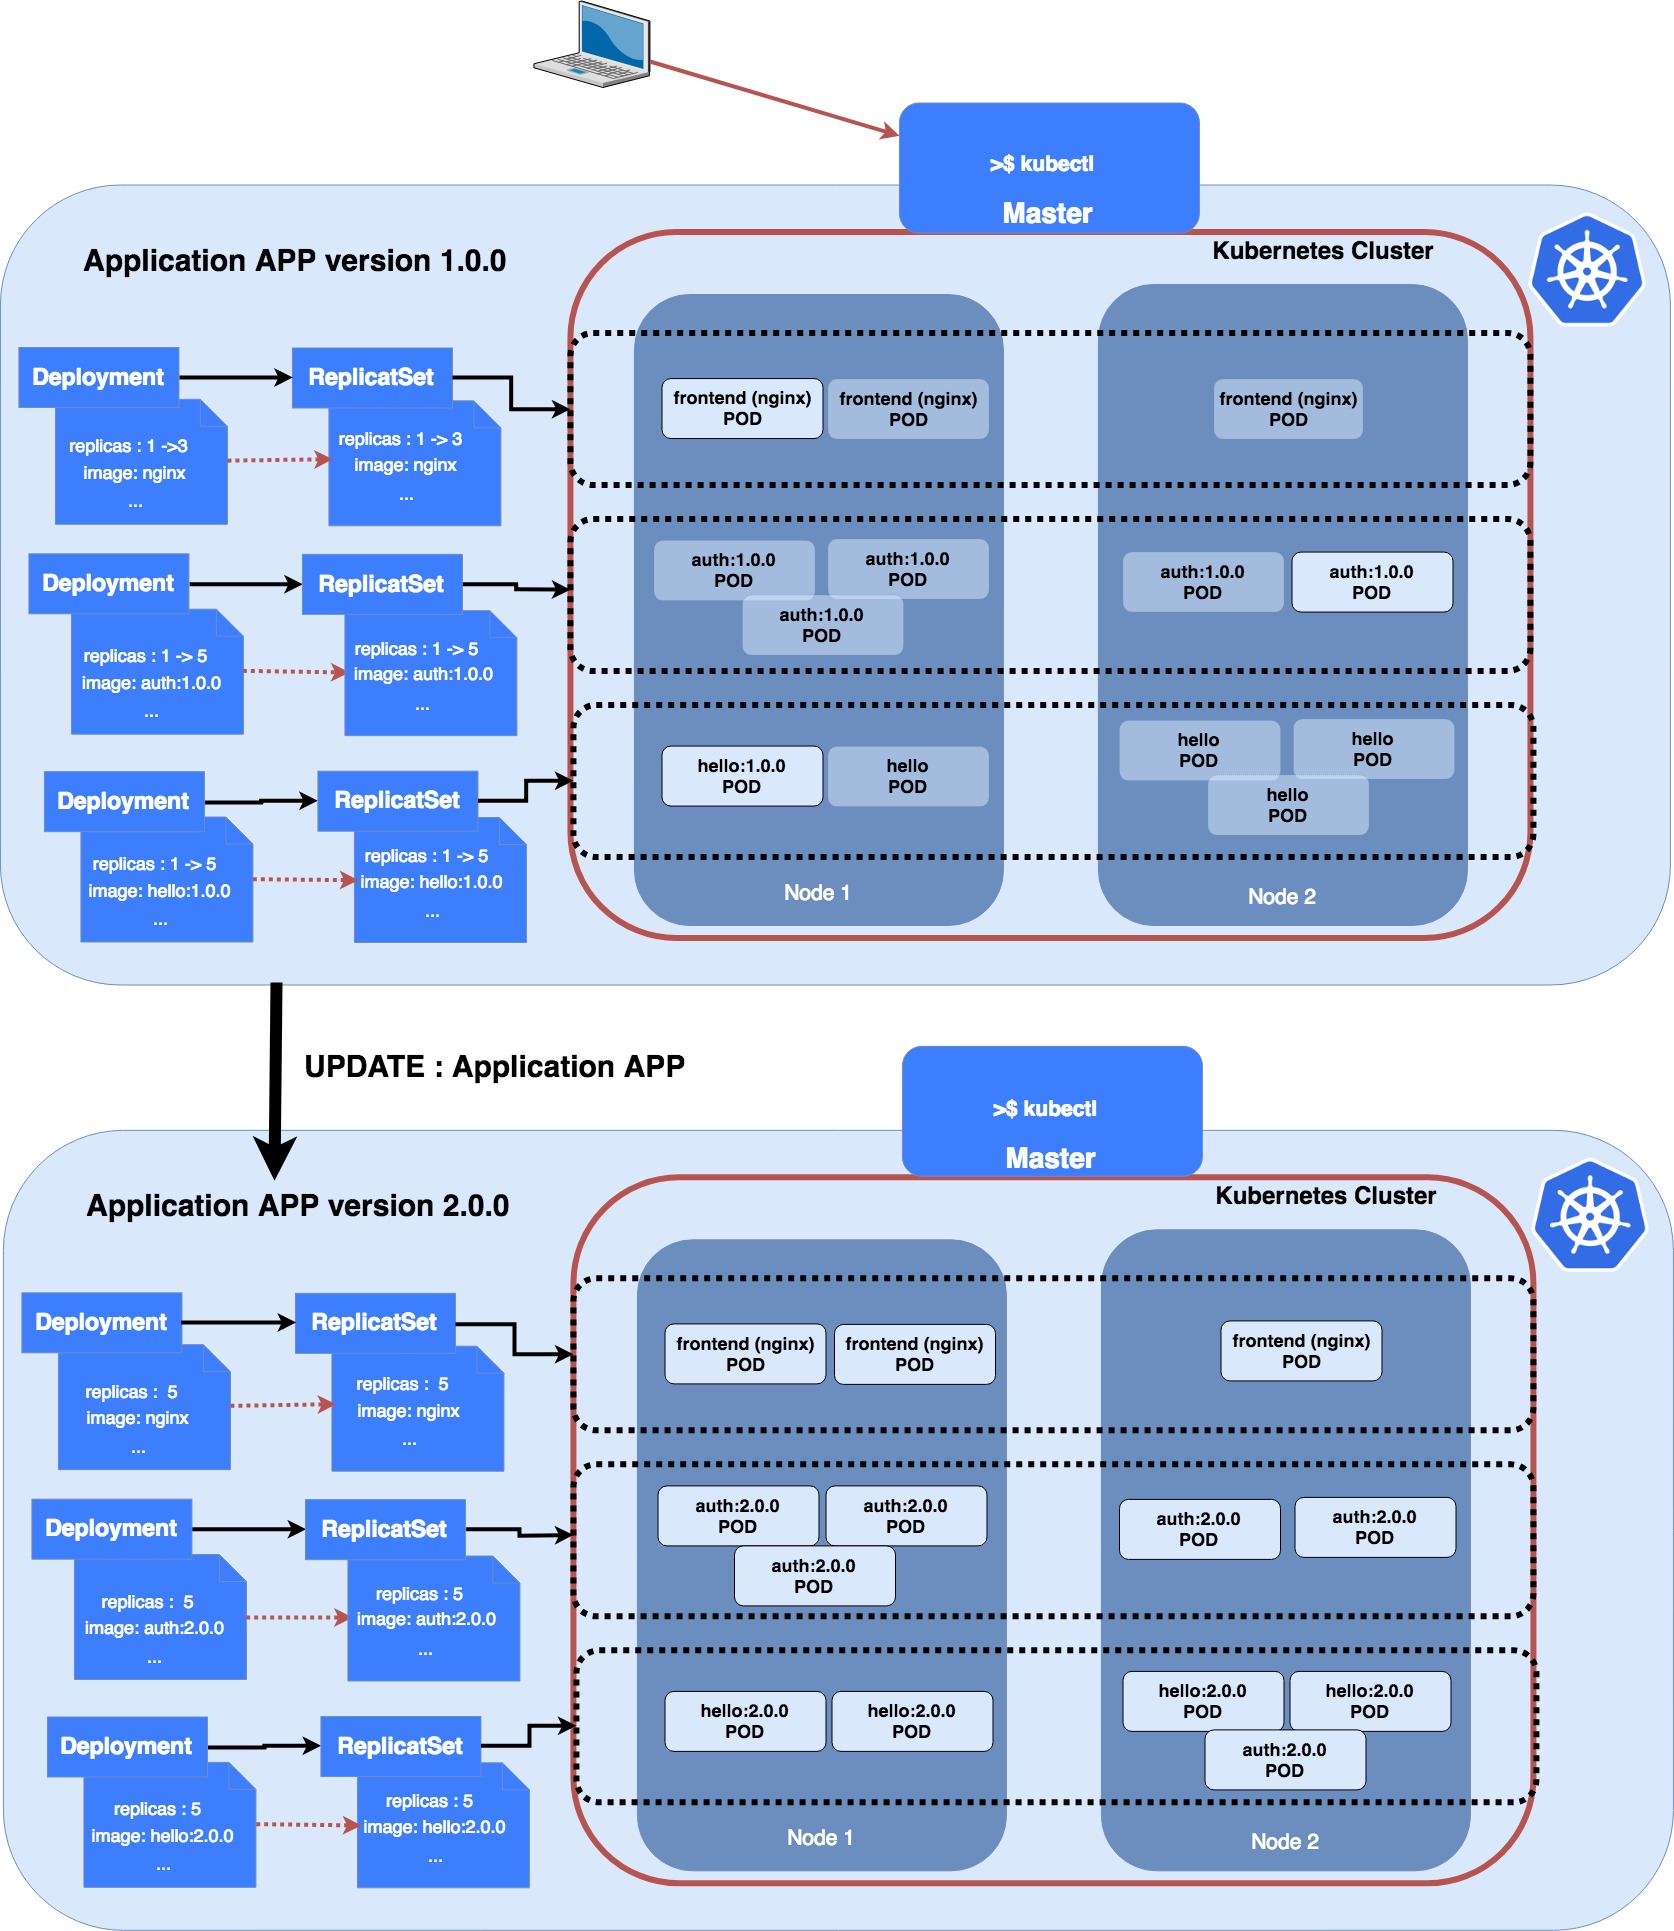 >$ kubectl
Master
Application APP version 1.0.0
Kubernetes Cluster
Deployment
ReplicatSet
replicas : 1 ->3
image: nginx
...
replicas : 1 -> 3
image: nginx
...
frontend (nginx)
POD
frontend (nginx)
POD
frontend (nginx)
POD
Deployment
ReplicatSet
replicas : 1 -> 5
image: auth:1.0.0
...
replicas : 1 -> 5
image: auth:1.0.0
...
auth:1.0.0
POD
auth:1.0.0
POD
auth:1.0.0
POD
auth:1.0.0
POD
auth:1.0.0
POD
Deployment
ReplicatSet
replicas : 1 -> 5
image: hello:1.0.0
...
replicas : 1 -> 5
image: hello:1.0.0
...
hello:1.0.0
POD
hello
POD
hello
POD
hello
POD
hello
POD
Node 1
Node 2
UPDATE : Application APP
>$ kubectl
Master
Application APP version 2.0.0
Kubernetes Cluster
Deployment
ReplicatSet
replicas :  5
image: nginx
...
replicas :  5
image: nginx
...
frontend (nginx)
POD
frontend (nginx)
POD
frontend (nginx)
POD
Deployment
ReplicatSet
replicas :  5
image: auth:2.0.0
...
replicas : 5
image: auth:2.0.0
...
auth:2.0.0
POD
auth:2.0.0
POD
auth:2.0.0
POD
auth:2.0.0
POD
auth:2.0.0
POD
Deployment
ReplicatSet
replicas : 5
image: hello:2.0.0
...
replicas : 5
image: hello:2.0.0
...
hello:2.0.0
POD
hello:2.0.0
POD
hello:2.0.0
POD
hello:2.0.0
POD
auth:2.0.0
POD
Node 1
Node 2